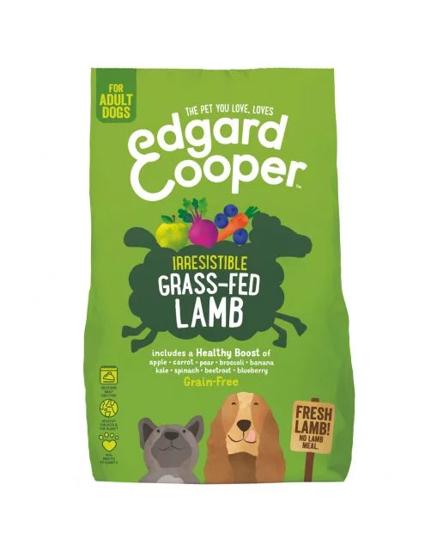 FOR
ADULT
DOGS
THE PET YOU LOVE, LOVES
Edgard
Cooper™
IRRESISTIBLE
GRASS-FED
LAMB
includes a Healthy Boost of
apple • carrot • pear • broccoli • banana
kale • spinach • beetroot • blueberry
Grain-Free
FRESH
LAMB!
NO LAMB
MEAL.